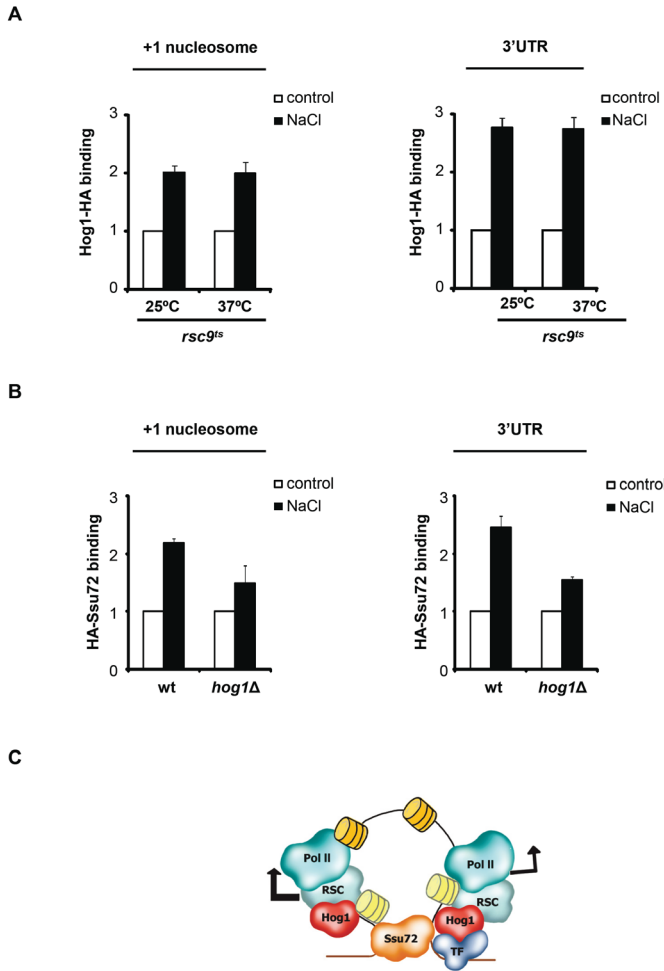 A
+1 nucleosome
3'UTR
control
NaCl
control
NaCl
Hog1-HA binding
3
2
1
0
25ºC
37ºC
rsc9ts
Hog1-HA binding
3
2
1
0
25ºC
37ºC
rsc9ts
B
+1 nucleosome
3'UTR
control
NaCl
control
NaCl
HA-Ssu72 binding
3
2
1
0
wt
hog1Δ
HA-Ssu72 binding
3
2
1
0
wt
hog1Δ
C
Pol II
Pol II
RSC
RSC
Hog1
Hog1
Ssu72
TF